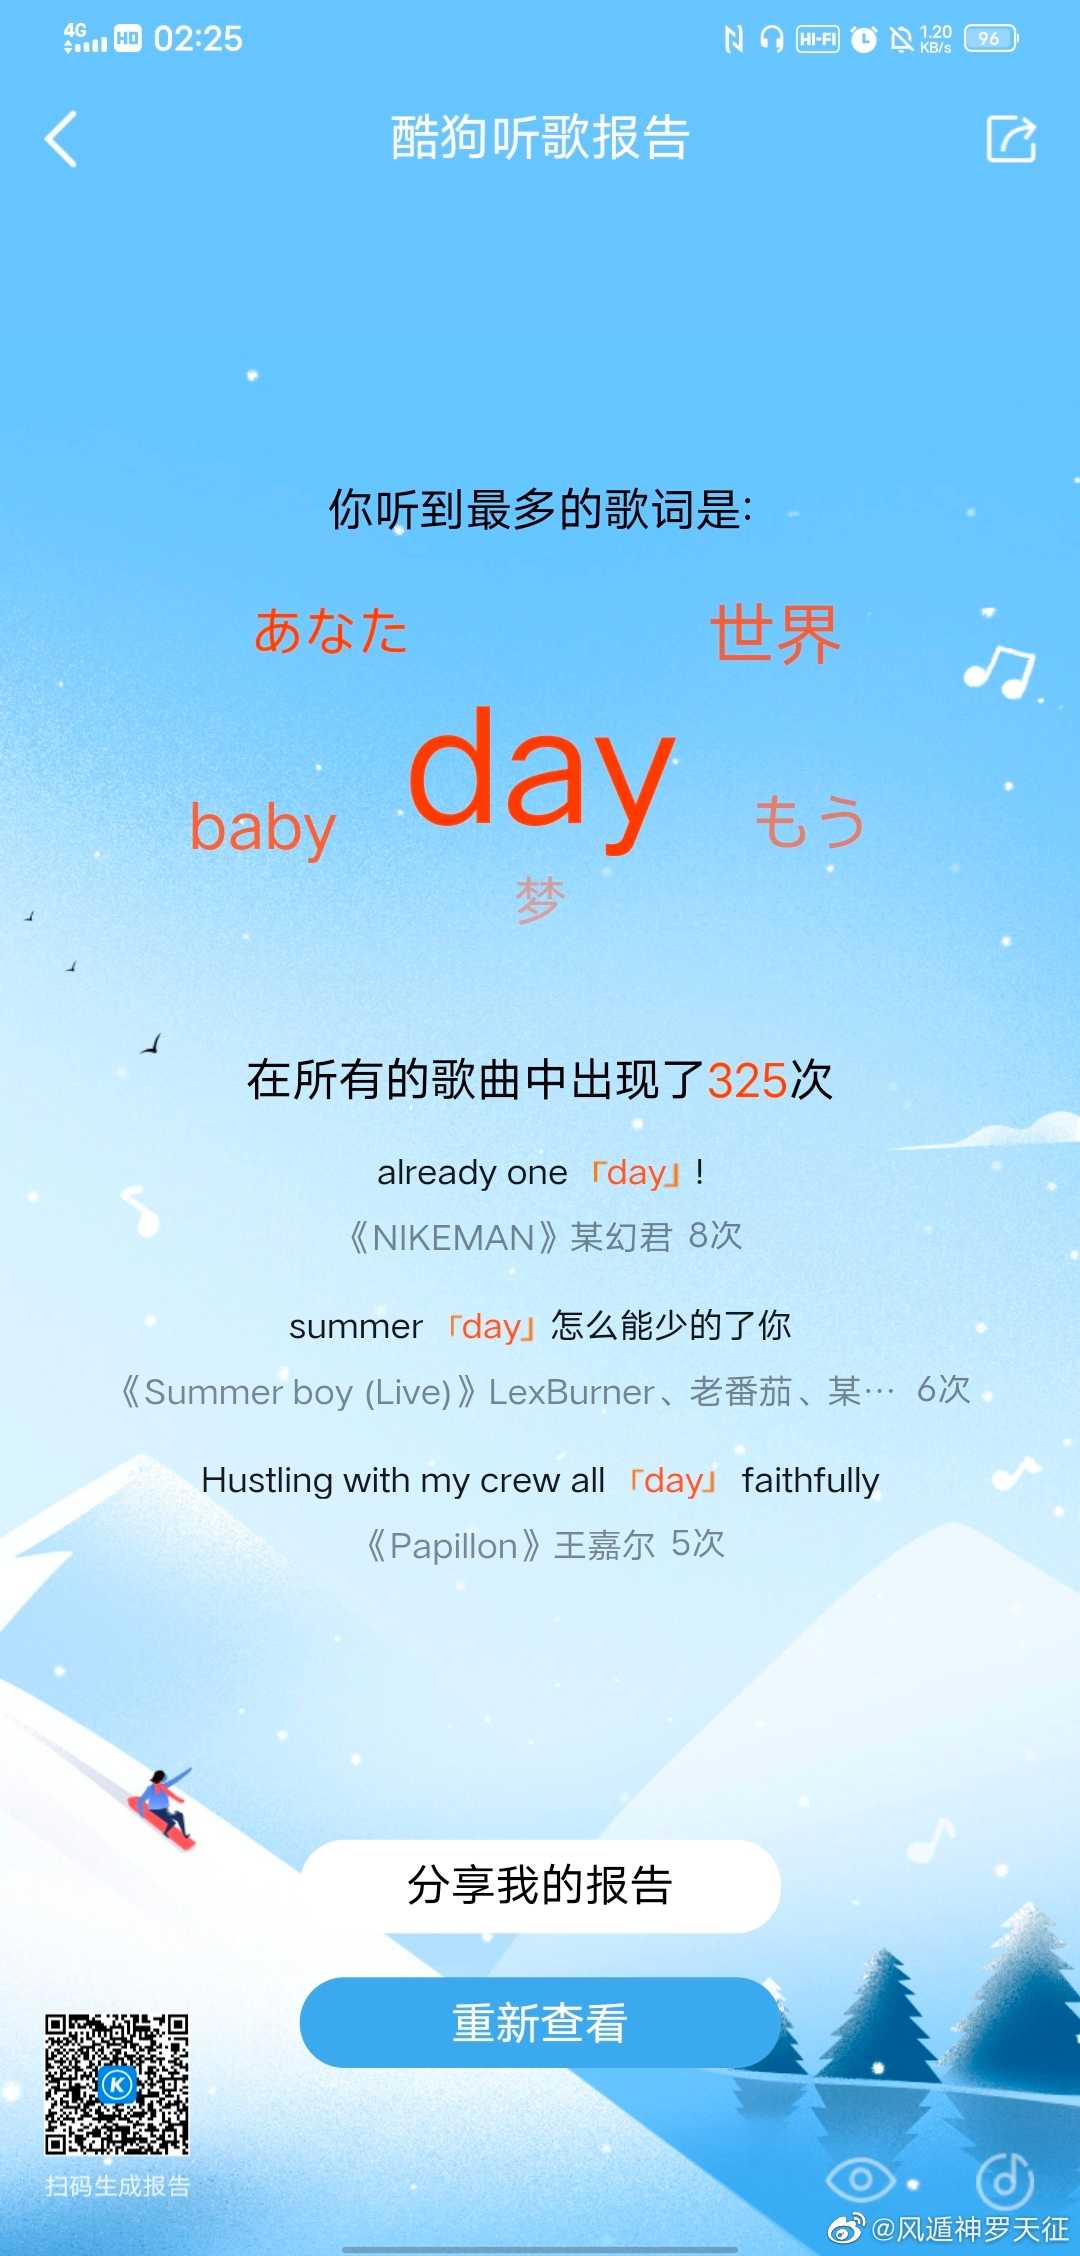 4G HD 02:25 HI-FI 1.20 KB/s 96
酷狗听歌报告
你听到最多的歌词是:
あなた 世界
day
baby もう
梦
在所有的歌曲中出现了325次
already one「day」!
《NIKEMAN》某幻君 8次
summer「day」怎么能少的了你
《Summer boy (Live)》LexBurner、老番茄、某… 6次
Hustling with my crew all「day」 faithfully
《Papillon》王嘉尔 5次
分享我的报告
重新查看
K
扫码生成报告
@风遁神罗天征